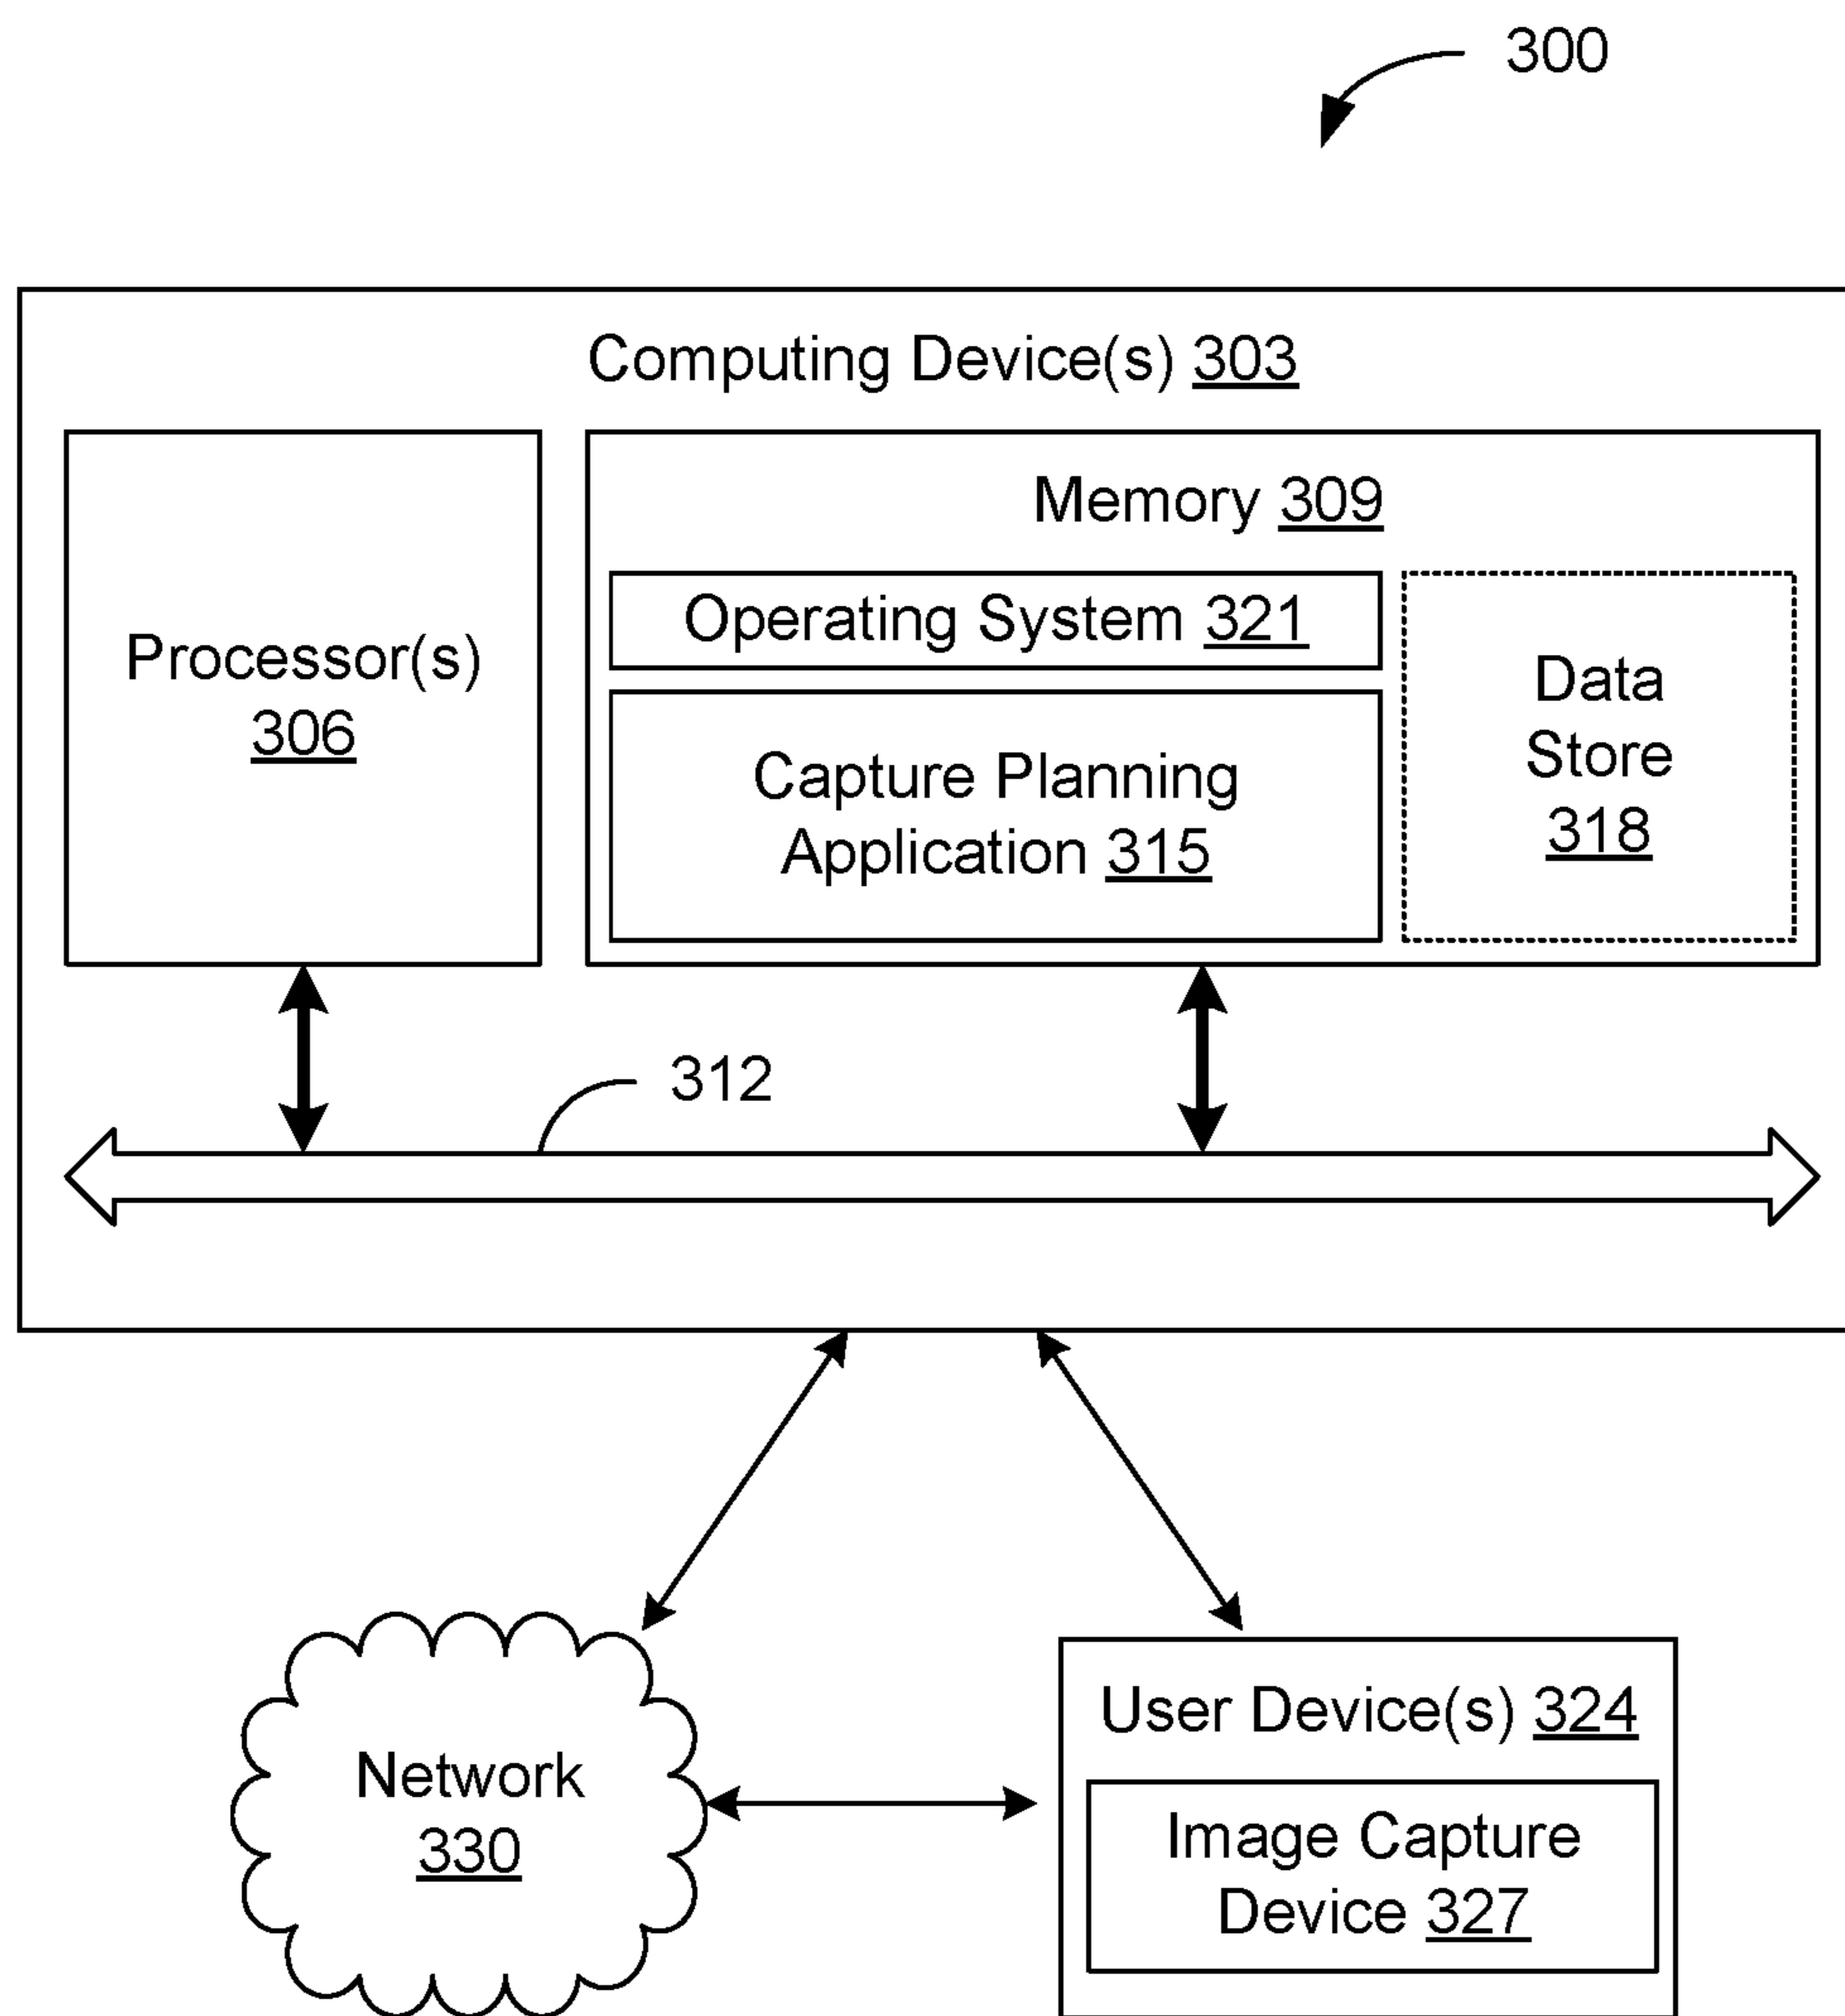 300
Computing Device(s) 303
Processor(s)
306
Memory 309
Operating System 321
Capture Planning
Application 315
Data
Store
318
312
Network
330
User Device(s) 324
Image Capture
Device 327